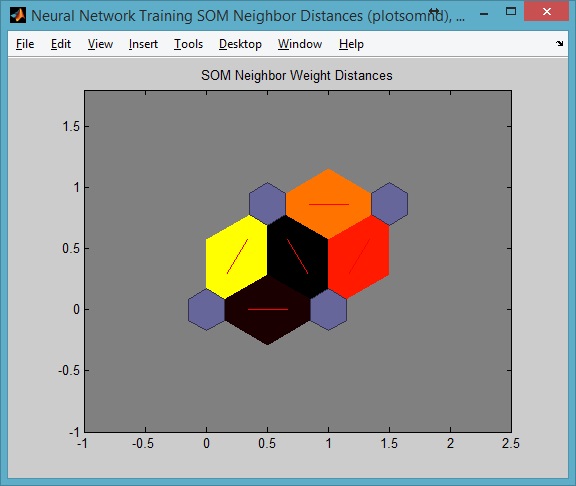 Neural Network Training SOM Neighbor Distances (plotsomnd), ...
File Edit View Insert Tools Desktop Window Help
SOM Neighbor Weight Distances
1.5
1
0.5
0
-0.5
-1
-1 -0.5 0 0.5 1 1.5 2 2.5